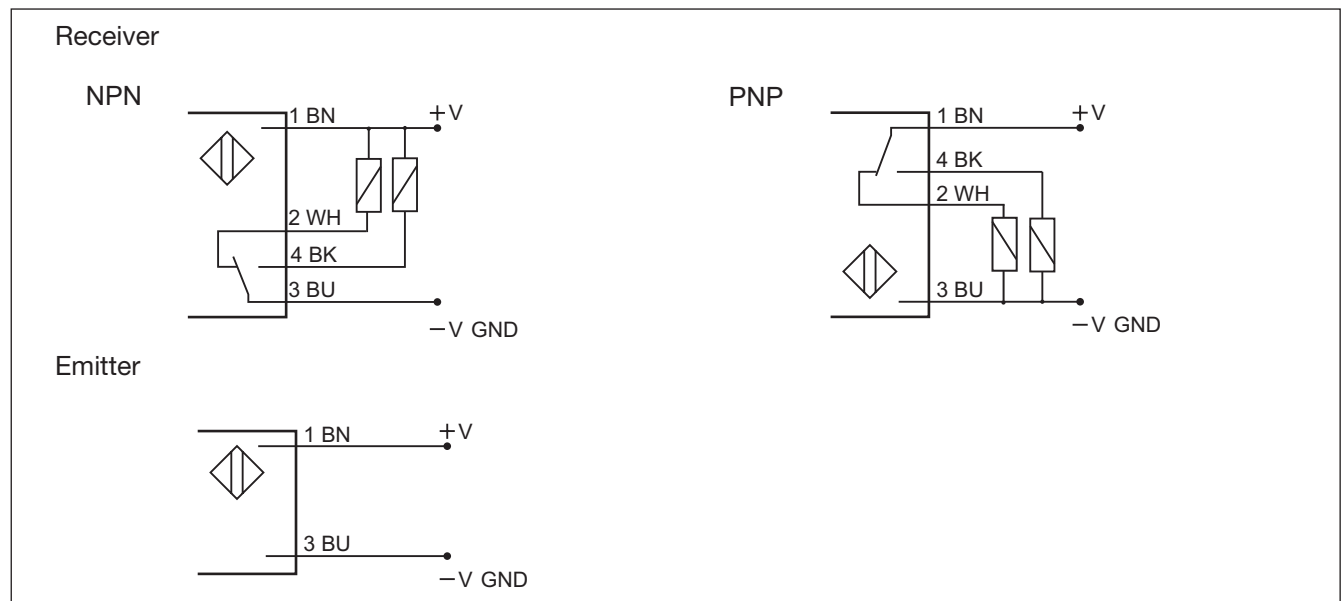 Receiver
NPN
1 BN
+V
2 WH
4 BK
3 BU
−V GND
PNP
1 BN
+V
4 BK
2 WH
3 BU
−V GND
Emitter
1 BN
+V
3 BU
−V GND